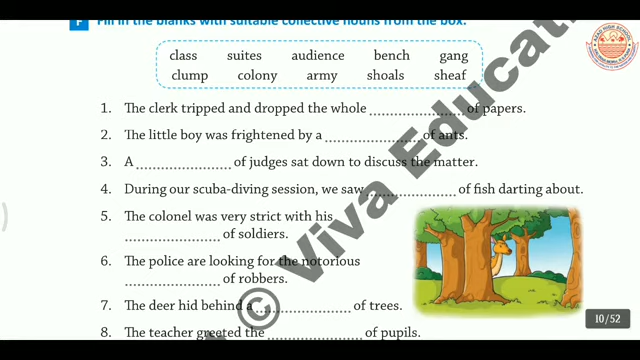 F Fill in the blanks with suitable collective nouns from the box.
class suites audience bench gang
clump colony army shoals sheaf
1. The clerk tripped and dropped the whole ........................ of papers.
2. The little boy was frightened by a ........................ of ants.
3. A ........................ of judges sat down to discuss the matter.
4. During our scuba-diving session, we saw ........................ of fish darting about.
5. The colonel was very strict with his
........................ of soldiers.
6. The police are looking for the notorious
........................ of robbers.
7. The deer hid behind a ........................ of trees.
8. The teacher greeted the ........................ of pupils.
© Viva Educati
10/52